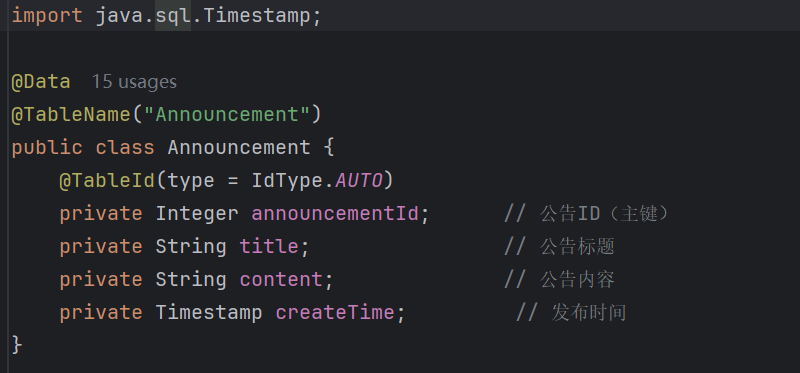 import java.sql.Timestamp;
@Data 15 usages
@TableName("Announcement")
public class Announcement {
@TableId(type = IdType.AUTO)
private Integer announcementId; // 公告ID（主键）
private String title; // 公告标题
private String content; // 公告内容
private Timestamp createTime; // 发布时间
}